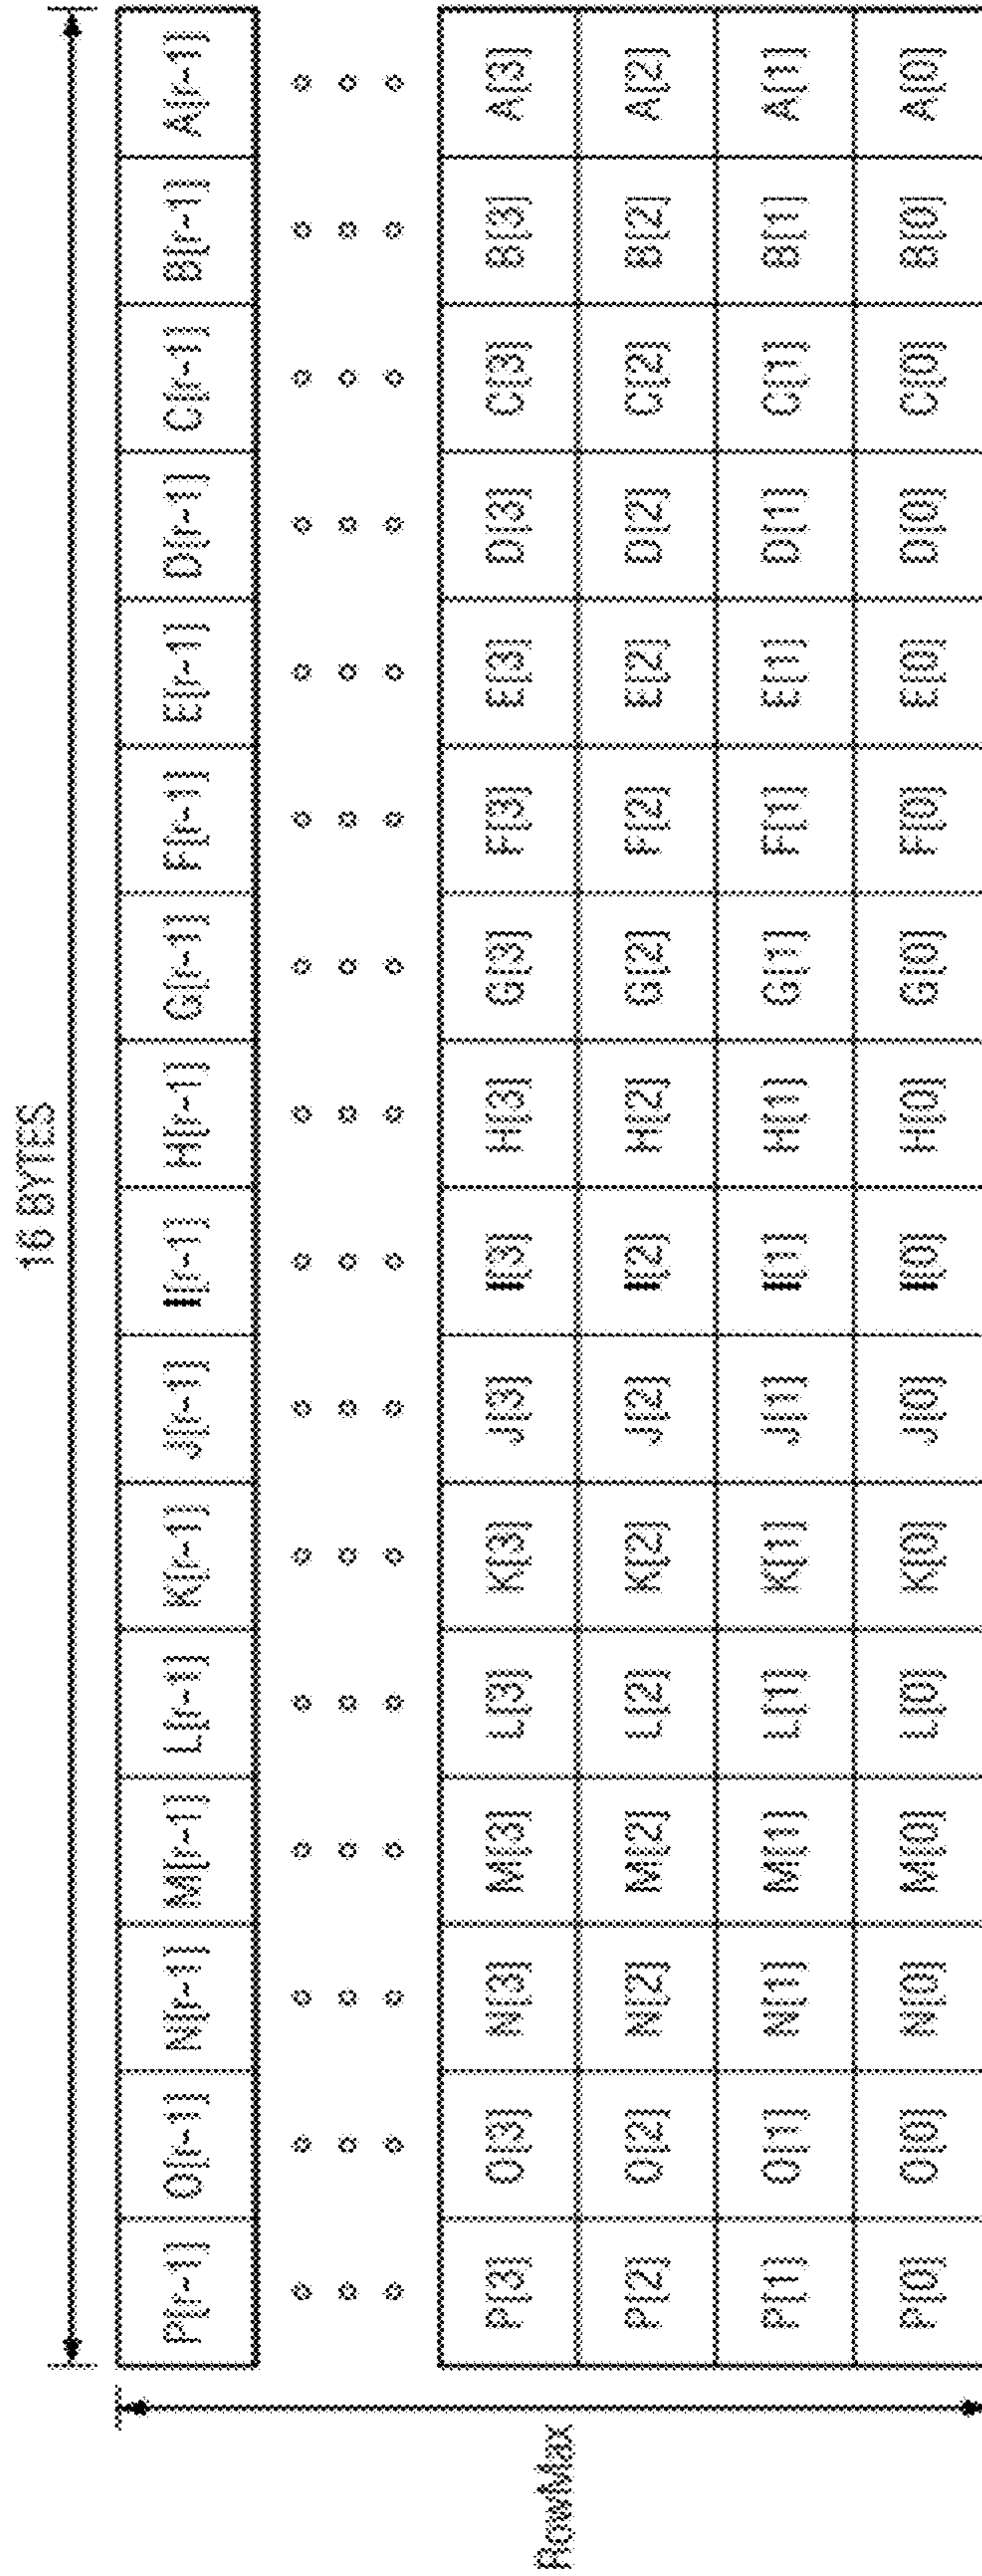 16 BYTES
P[r-1] O[r-1] N[r-1] M[r-1] L[r-1] K[r-1] J[r-1] I[r-1] H[r-1] G[r-1] F[r-1] E[r-1] D[r-1] C[r-1] B[r-1] A[r-1]
RowMax
P[3] O[3] N[3] M[3] L[3] K[3] J[3] I[3] H[3] G[3] F[3] E[3] D[3] C[3] B[3] A[3]
P[2] O[2] N[2] M[2] L[2] K[2] J[2] I[2] H[2] G[2] F[2] E[2] D[2] C[2] B[2] A[2]
P[1] O[1] N[1] M[1] L[1] K[1] J[1] I[1] H[1] G[1] F[1] E[1] D[1] C[1] B[1] A[1]
P[0] O[0] N[0] M[0] L[0] K[0] J[0] I[0] H[0] G[0] F[0] E[0] D[0] C[0] B[0] A[0]